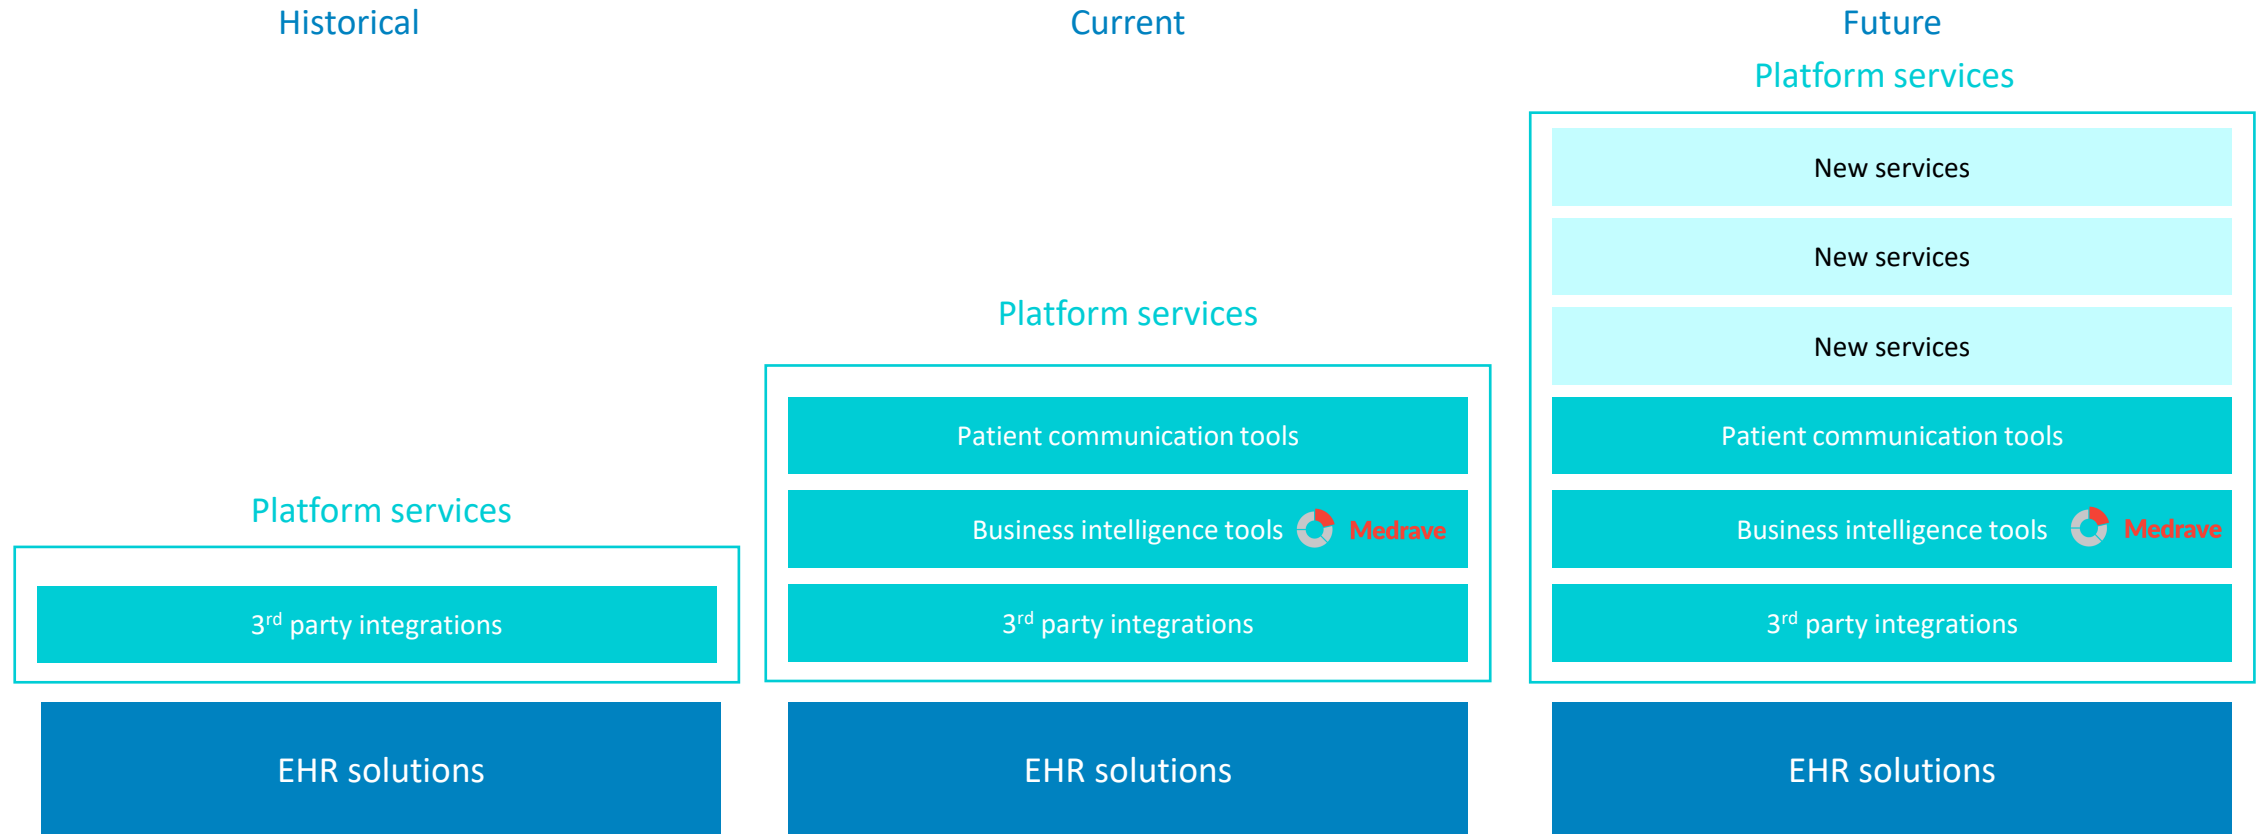 Historical
Platform services
3rd party integrations
EHR solutions
Current
Platform services
Patient communication tools
Business intelligence tools Medrave
3rd party integrations
EHR solutions
Future
Platform services
New services
New services
New services
Patient communication tools
Business intelligence tools Medrave
3rd party integrations
EHR solutions